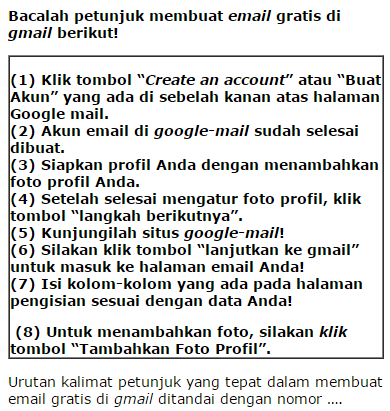 Bacalah petunjuk membuat email gratis di
gmail berikut!
(1) Klik tombol “Create an account” atau “Buat
Akun” yang ada di sebelah kanan atas halaman
Google mail.
(2) Akun email di google-mail sudah selesai
dibuat.
(3) Siapkan profil Anda dengan menambahkan
foto profil Anda.
(4) Setelah selesai mengatur foto profil, klik
tombol “langkah berikutnya”.
(5) Kunjungilah situs google-mail!
(6) Silakan klik tombol “lanjutkan ke gmail”
untuk masuk ke halaman email Anda!
(7) Isi kolom-kolom yang ada pada halaman
pengisian sesuai dengan data Anda!
(8) Untuk menambahkan foto, silakan klik
tombol “Tambahkan Foto Profil”.
Urutan kalimat petunjuk yang tepat dalam membuat
email gratis di gmail ditandai dengan nomor ....